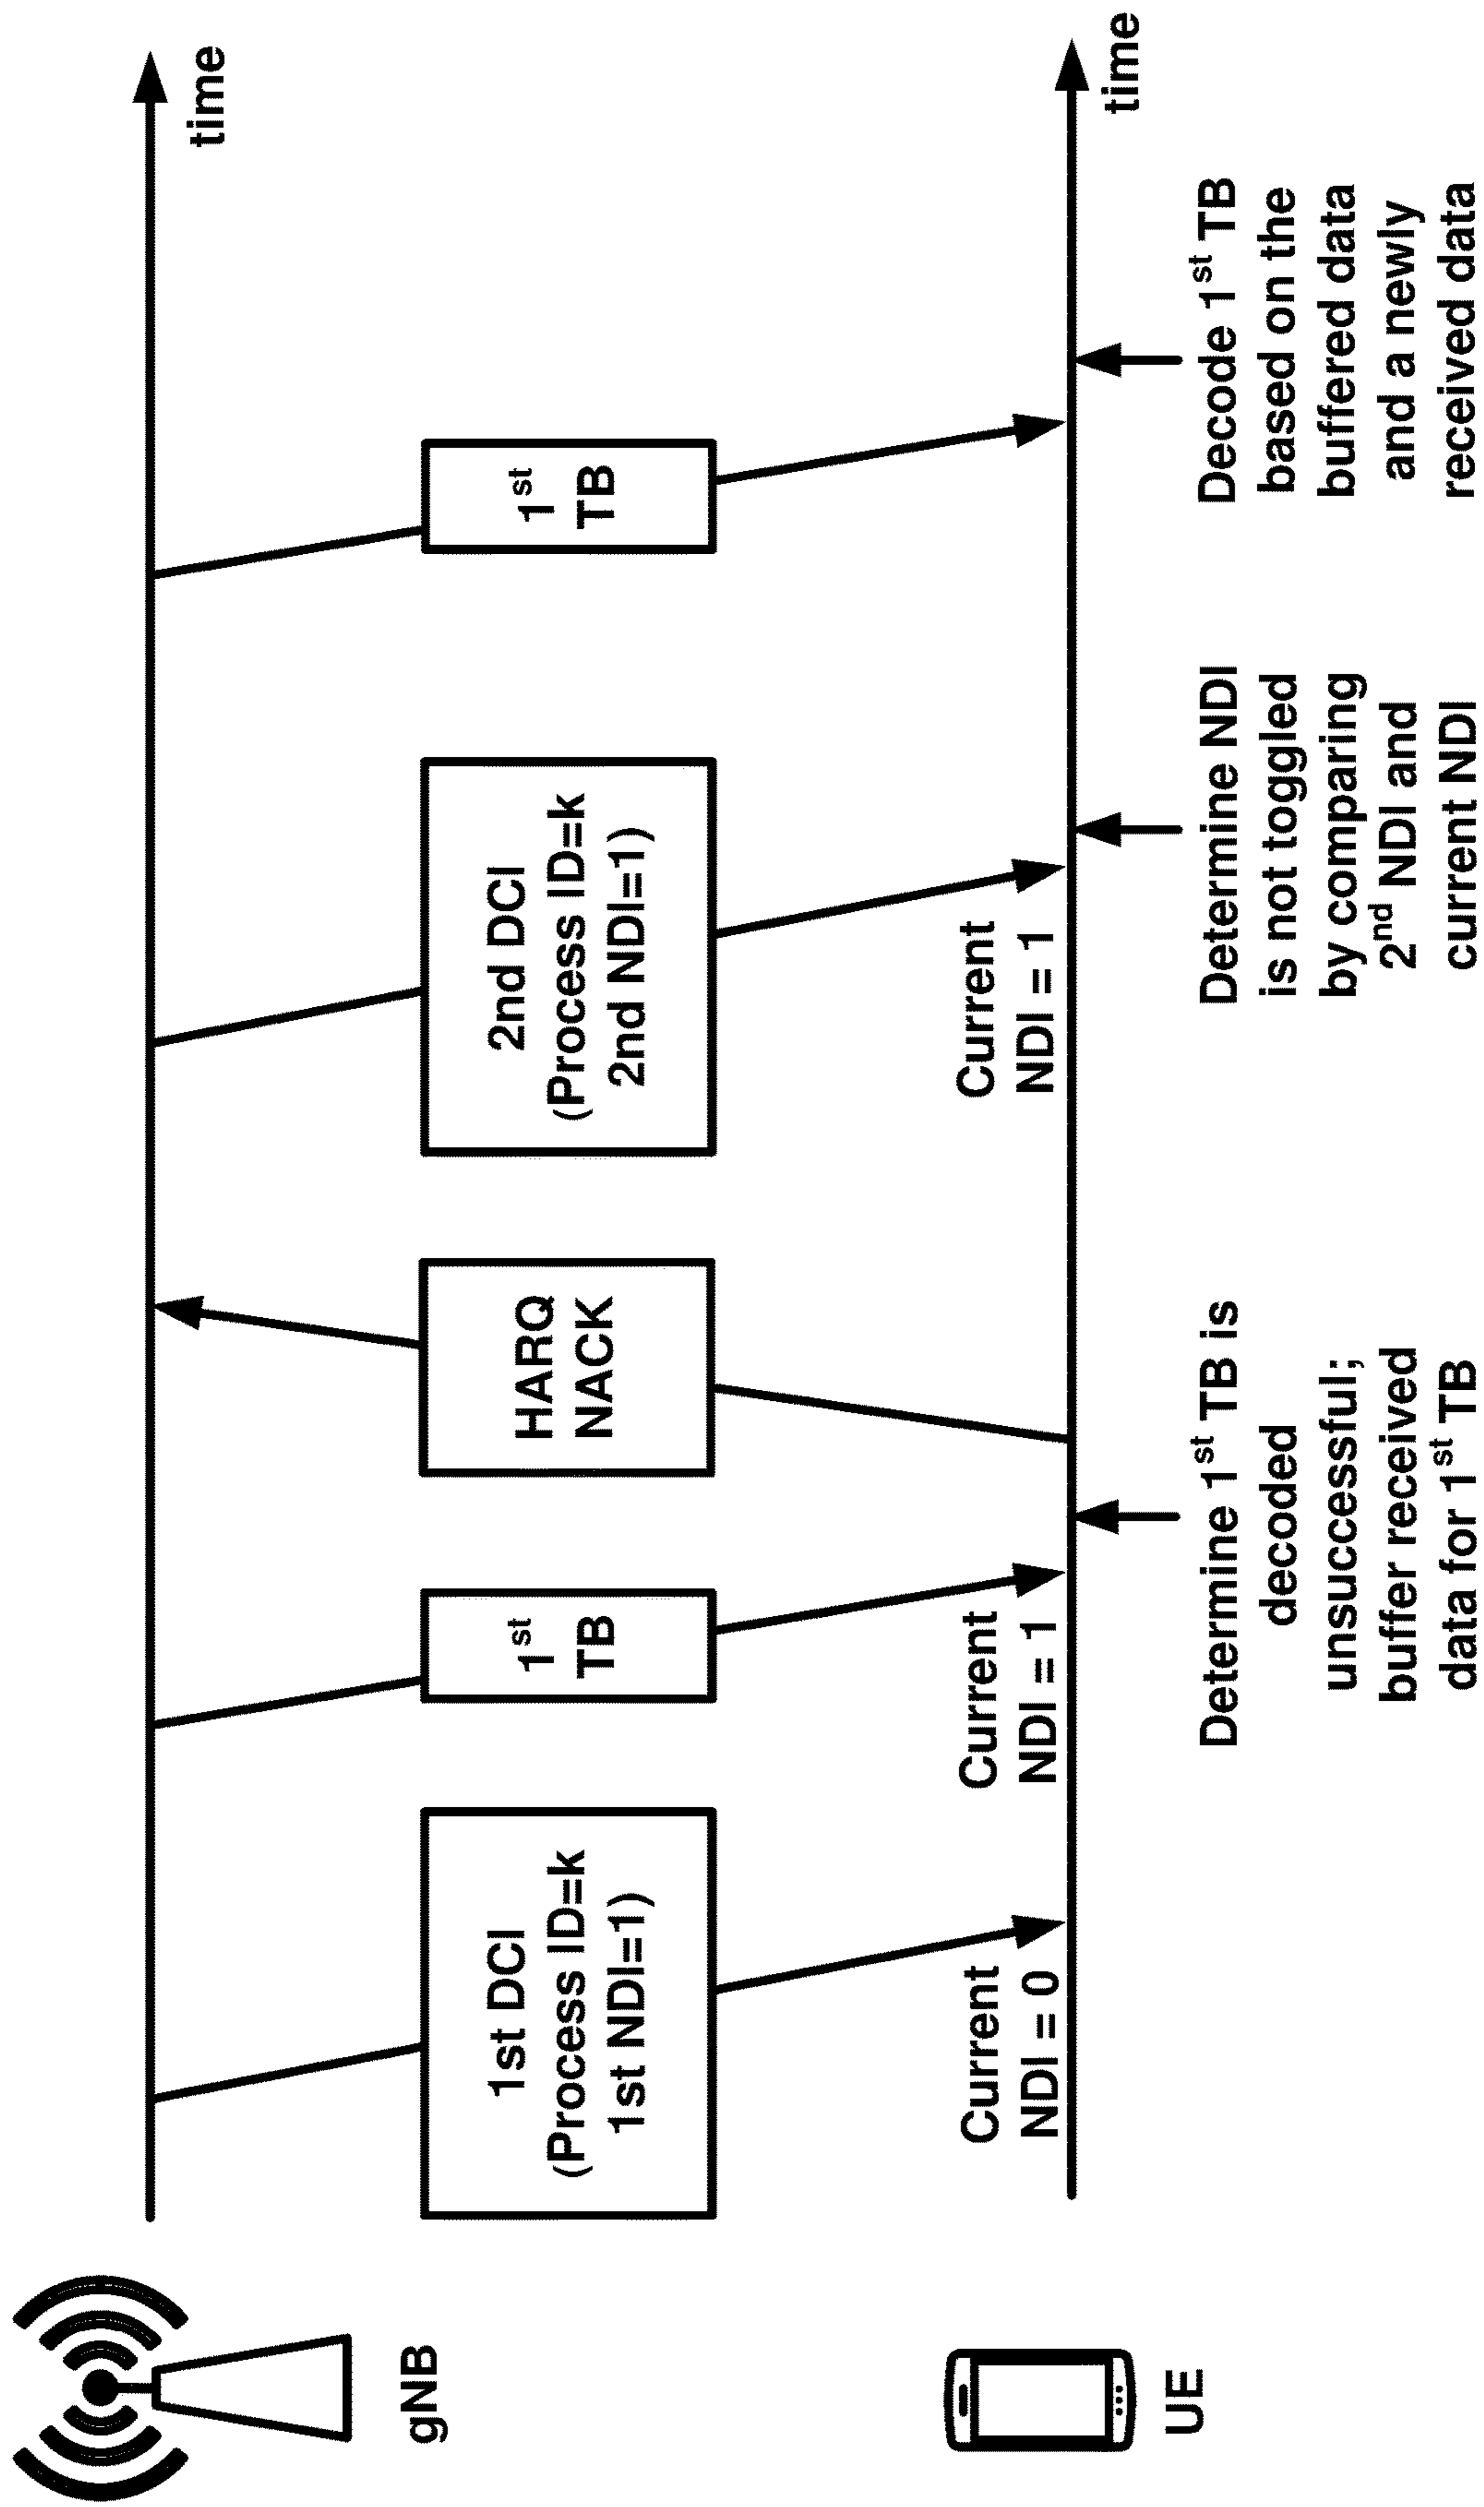 gNB
time
1st DCI
(Process ID=k
1st NDI=1)
1st
TB
HARQ
NACK
2nd DCI
(Process ID=k
2nd NDI=1)
1st
TB
UE
Current
NDI = 0
Current
NDI = 1
Current
NDI = 1
time
Determine 1st TB is
decoded
unsuccessful;
buffer received
data for 1st TB
Determine NDI
is not toggled
by comparing
2nd NDI and
current NDI
Decode 1st TB
based on the
buffered data
and a newly
received data